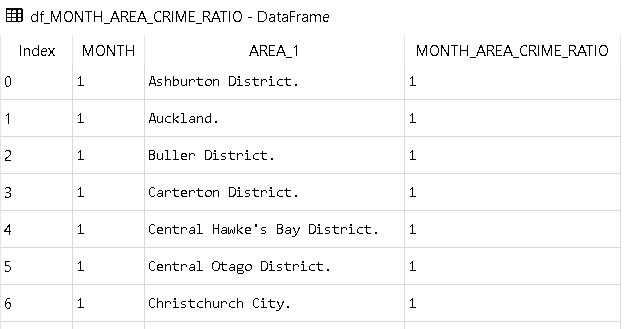 df_MONTH_AREA_CRIME_RATIO - DataFrame
Index MONTH AREA_1 MONTH_AREA_CRIME_RATIO
0 1 Ashburton District. 1
1 1 Auckland. 1
2 1 Buller District. 1
3 1 Carterton District. 1
4 1 Central Hawke's Bay District. 1
5 1 Central Otago District. 1
6 1 Christchurch City. 1